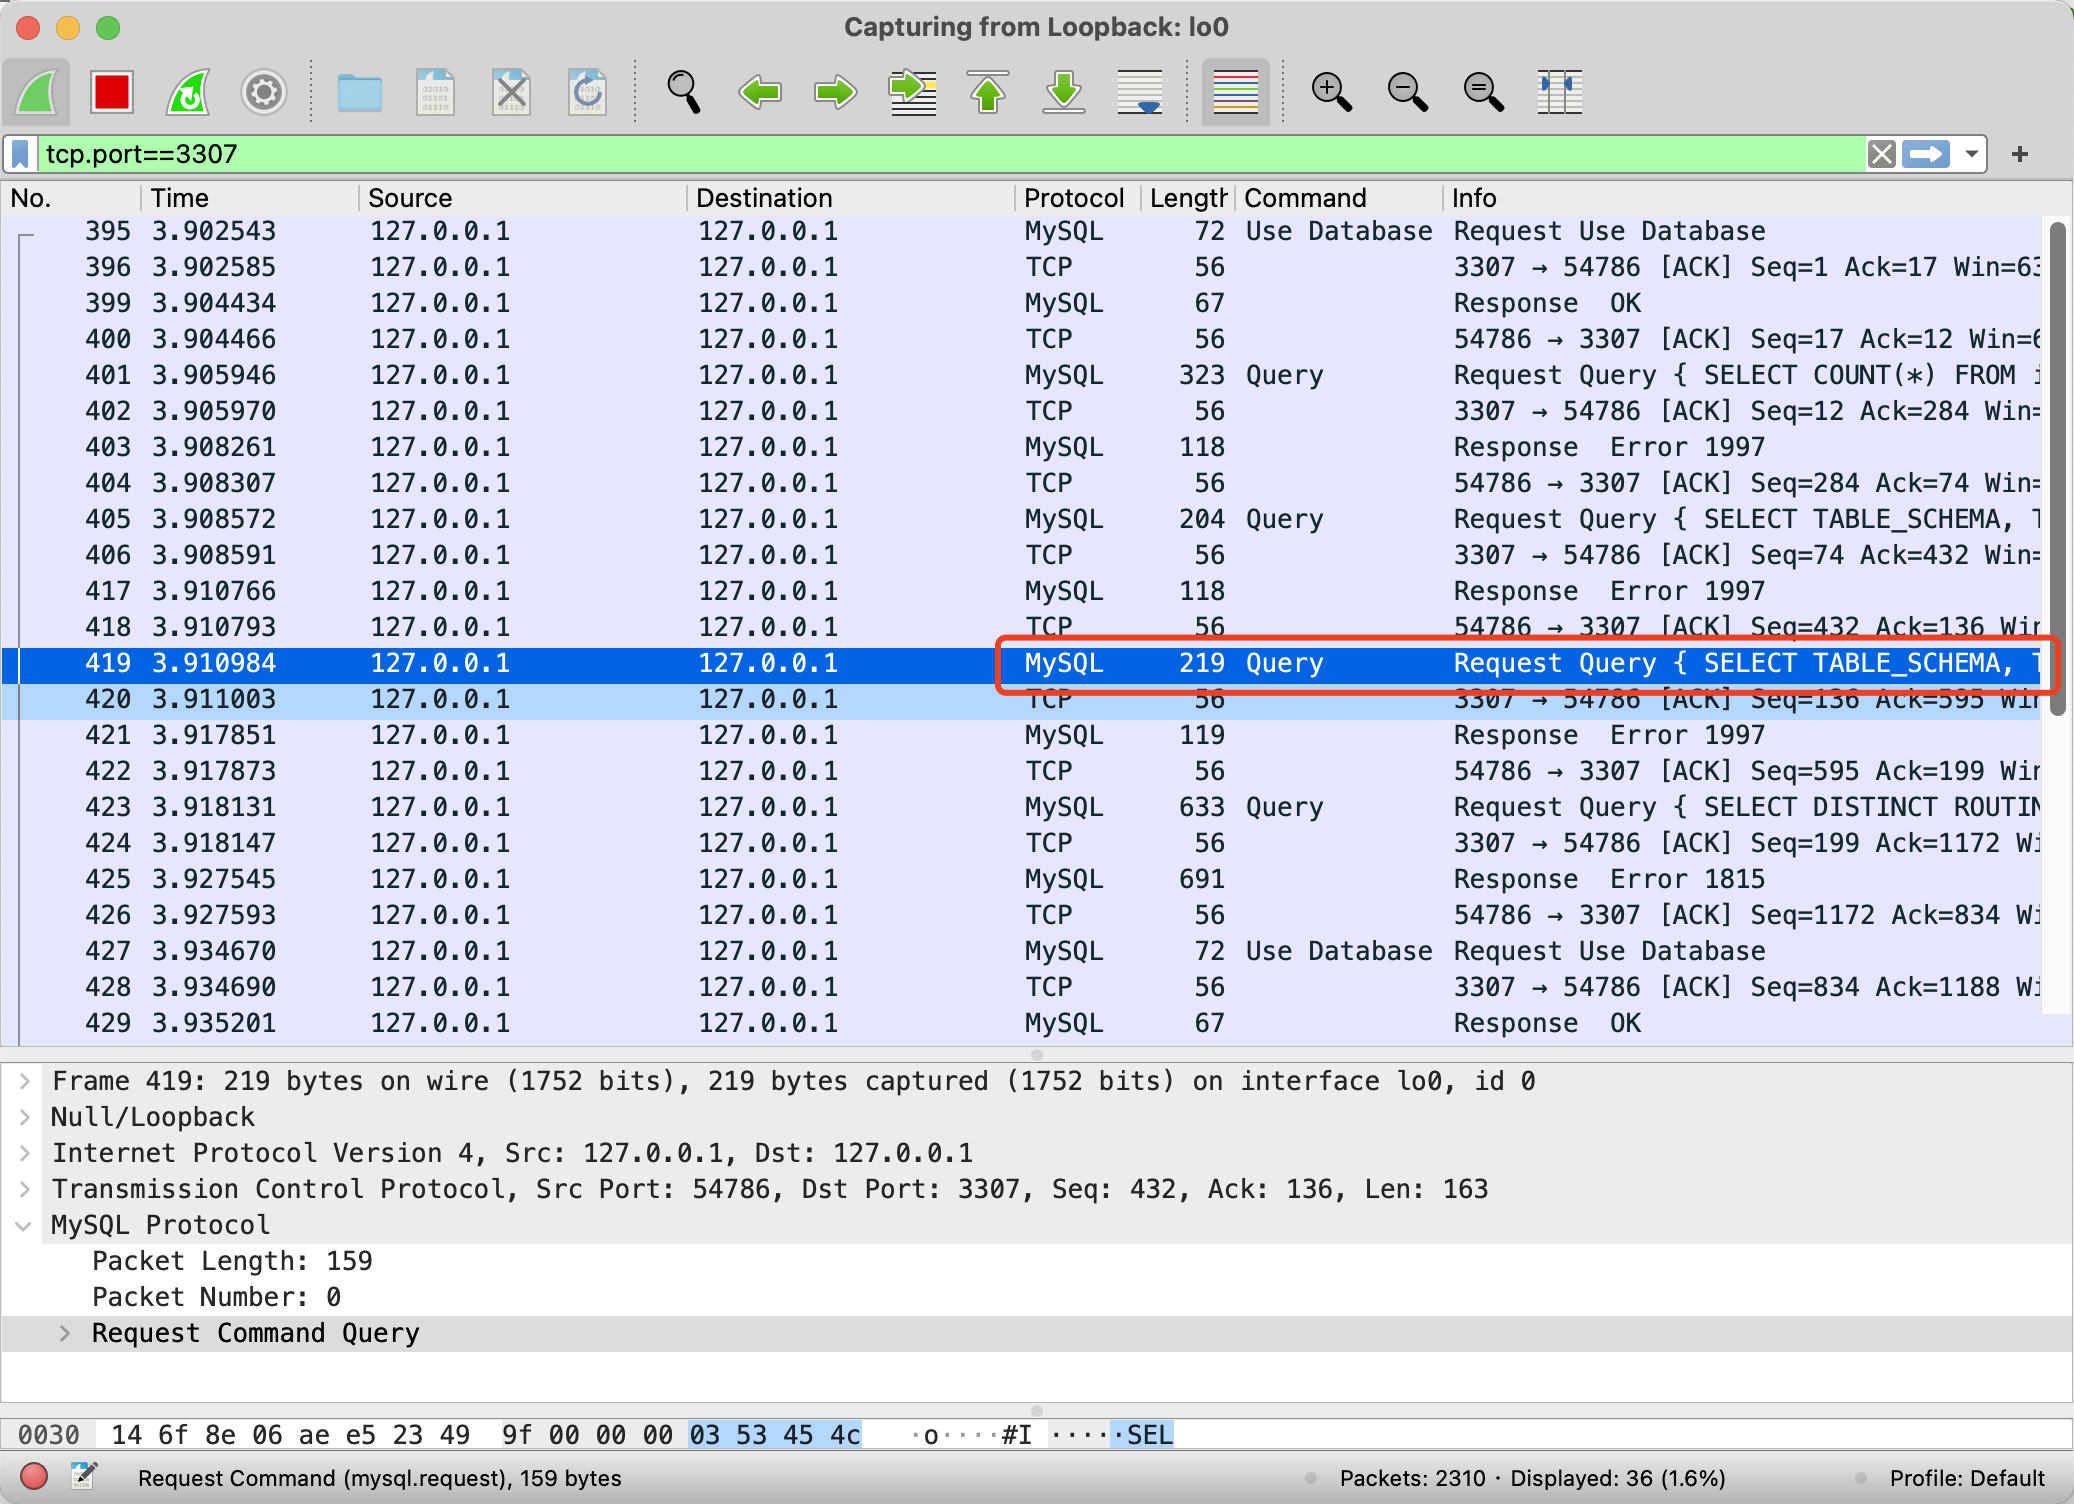 Capturing from Loopback: lo0
tcp.port==3307
No. Time Source Destination Protocol Length Command Info
395 3.902543 127.0.0.1 127.0.0.1 MySQL 72 Use Database Request Use Database
396 3.902585 127.0.0.1 127.0.0.1 TCP 56 3307 → 54786 [ACK] Seq=1 Ack=17 Win=63
399 3.904434 127.0.0.1 127.0.0.1 MySQL 67 Response OK
400 3.904466 127.0.0.1 127.0.0.1 TCP 56 54786 → 3307 [ACK] Seq=17 Ack=12 Win=6
401 3.905946 127.0.0.1 127.0.0.1 MySQL 323 Query Request Query { SELECT COUNT(*) FROM i
402 3.905970 127.0.0.1 127.0.0.1 TCP 56 3307 → 54786 [ACK] Seq=12 Ack=284 Win=
403 3.908261 127.0.0.1 127.0.0.1 MySQL 118 Response Error 1997
404 3.908307 127.0.0.1 127.0.0.1 TCP 56 54786 → 3307 [ACK] Seq=284 Ack=74 Win=
405 3.908572 127.0.0.1 127.0.0.1 MySQL 204 Query Request Query { SELECT TABLE_SCHEMA, T
406 3.908591 127.0.0.1 127.0.0.1 TCP 56 3307 → 54786 [ACK] Seq=74 Ack=432 Win=
417 3.910766 127.0.0.1 127.0.0.1 MySQL 118 Response Error 1997
418 3.910793 127.0.0.1 127.0.0.1 TCP 56 54786 → 3307 [ACK] Seq=432 Ack=136 Win
419 3.910984 127.0.0.1 127.0.0.1 MySQL 219 Query Request Query { SELECT TABLE_SCHEMA, T
420 3.911003 127.0.0.1 127.0.0.1 TCP 56 3307 → 54786 [ACK] Seq=136 Ack=595 Win
421 3.917851 127.0.0.1 127.0.0.1 MySQL 119 Response Error 1997
422 3.917873 127.0.0.1 127.0.0.1 TCP 56 54786 → 3307 [ACK] Seq=595 Ack=199 Win
423 3.918131 127.0.0.1 127.0.0.1 MySQL 633 Query Request Query { SELECT DISTINCT ROUTIN
424 3.918147 127.0.0.1 127.0.0.1 TCP 56 3307 → 54786 [ACK] Seq=199 Ack=1172 Wi
425 3.927545 127.0.0.1 127.0.0.1 MySQL 691 Response Error 1815
426 3.927593 127.0.0.1 127.0.0.1 TCP 56 54786 → 3307 [ACK] Seq=1172 Ack=834 Wi
427 3.934670 127.0.0.1 127.0.0.1 MySQL 72 Use Database Request Use Database
428 3.934690 127.0.0.1 127.0.0.1 TCP 56 3307 → 54786 [ACK] Seq=834 Ack=1188 Wi
429 3.935201 127.0.0.1 127.0.0.1 MySQL 67 Response OK
Frame 419: 219 bytes on wire (1752 bits), 219 bytes captured (1752 bits) on interface lo0, id 0
Null/Loopback
Internet Protocol Version 4, Src: 127.0.0.1, Dst: 127.0.0.1
Transmission Control Protocol, Src Port: 54786, Dst Port: 3307, Seq: 432, Ack: 136, Len: 163
MySQL Protocol
Packet Length: 159
Packet Number: 0
Request Command Query
0030 14 6f 8e 06 ae e5 23 49 9f 00 00 00 03 53 45 4c ·o····#I ·····SEL
Request Command (mysql.request), 159 bytes Packets: 2310 · Displayed: 36 (1.6%) Profile: Default